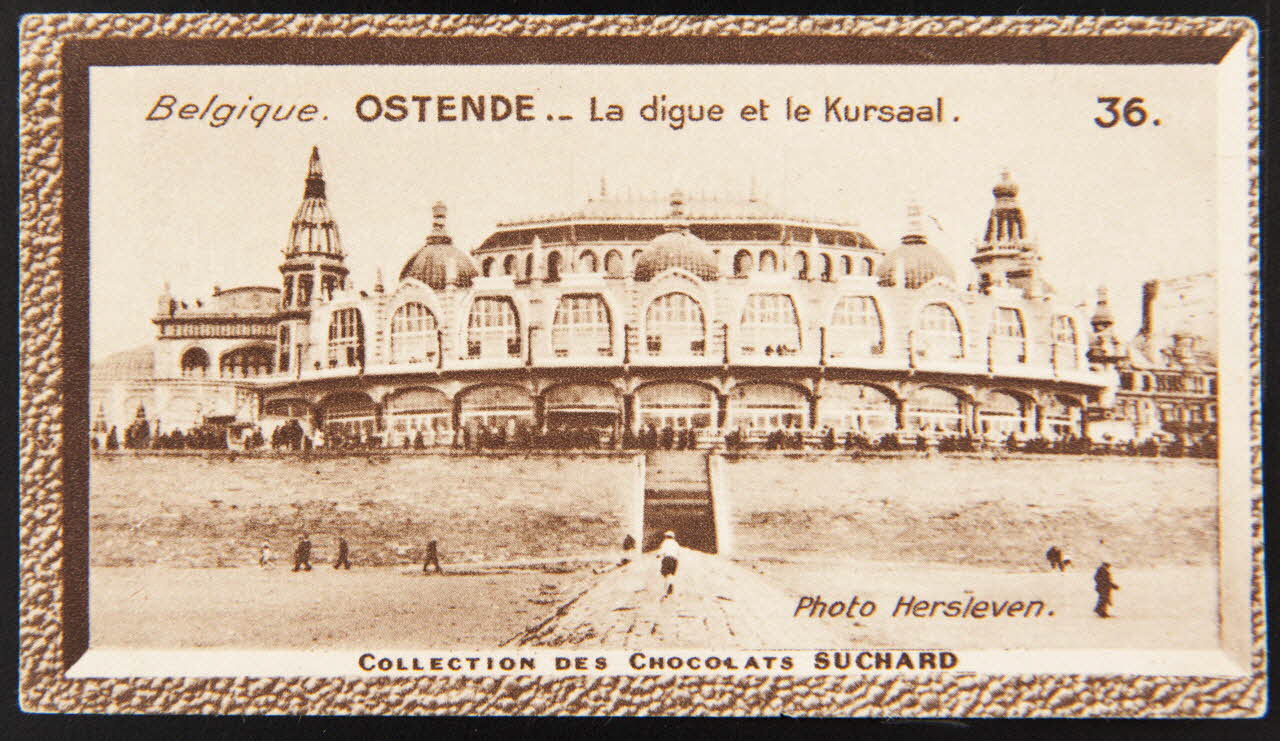 Belgique. OSTENDE._ La digue et le Kursaal. 36.
Photo Hersleven.
COLLECTION DES CHOCOLATS SUCHARD